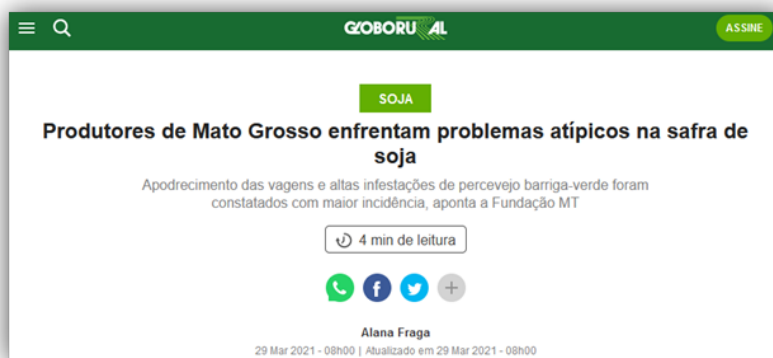 GLOBORURAL
ASSINE
SOJA
Produtores de Mato Grosso enfrentam problemas atípicos na safra de
soja
Apodrecimento das vagens e altas infestações de percevejo barriga-verde foram
constatados com maior incidência, aponta a Fundação MT
4 min de leitura
Alana Fraga
29 Mar 2021 - 08h00 | Atualizado em 29 Mar 2021 - 08h00